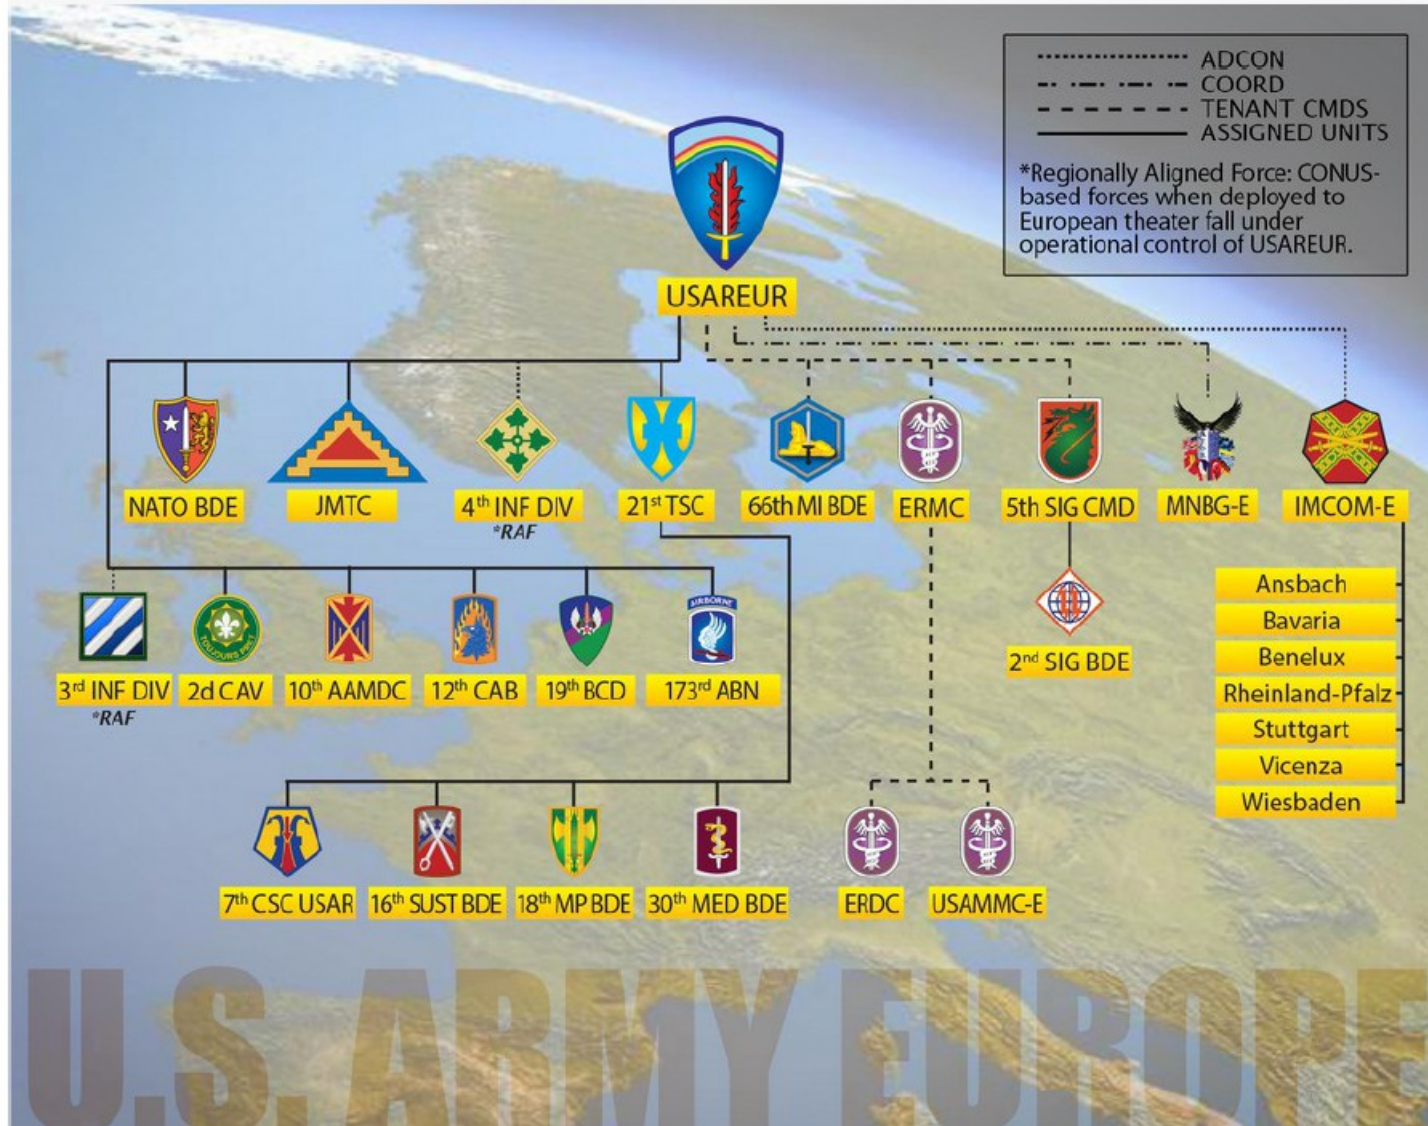 ADCON
COORD
TENANT CMDS
ASSIGNED UNITS
*Regionally Aligned Force: CONUS-
based forces when deployed to
European theater fall under
operational control of USAREUR.
USAREUR
NATO BDE
JMTC
4th INF DIV
*RAF
21st TSC
66th MI BDE
ERMC
5th SIG CMD
MNBG-E
IMCOM-E
TOUJOURS PRET
AIRBORNE
3rd INF DIV
*RAF
2d CAV
10th AAMDC
12th CAB
19th BCD
173rd ABN
2nd SIG BDE
Ansbach
Bavaria
Benelux
Rheinland-Pfalz
Stuttgart
Vicenza
Wiesbaden
7th CSC USAR
16th SUST BDE
18th MP BDE
30th MED BDE
ERDC
USAMMC-E
U.S. ARMY EUROPE